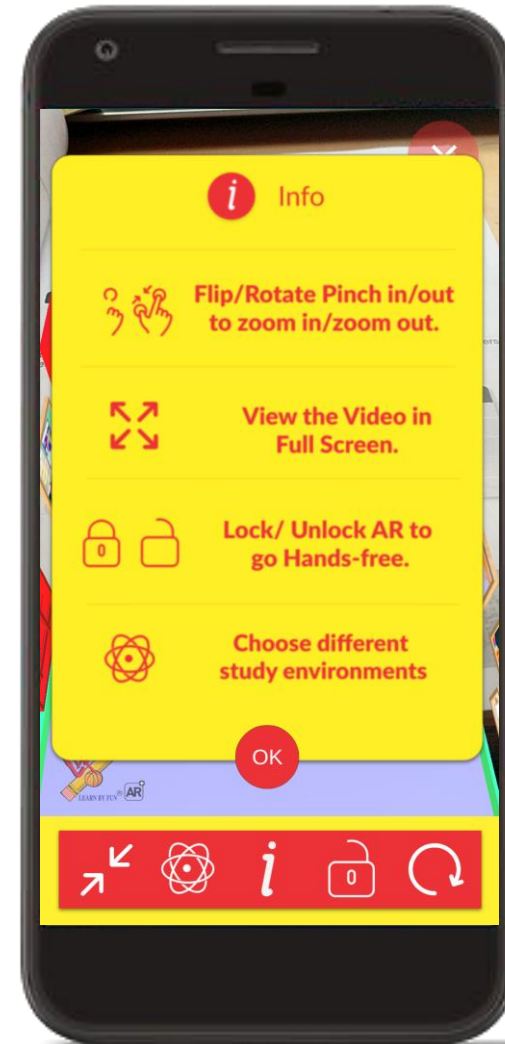 i Info
Flip/Rotate Pinch in/out
to zoom in/zoom out.
View the Video in
Full Screen.
Lock/ Unlock AR to
go Hands-free.
Choose different
study environments
OK
LEARN BY FUN® AR
i